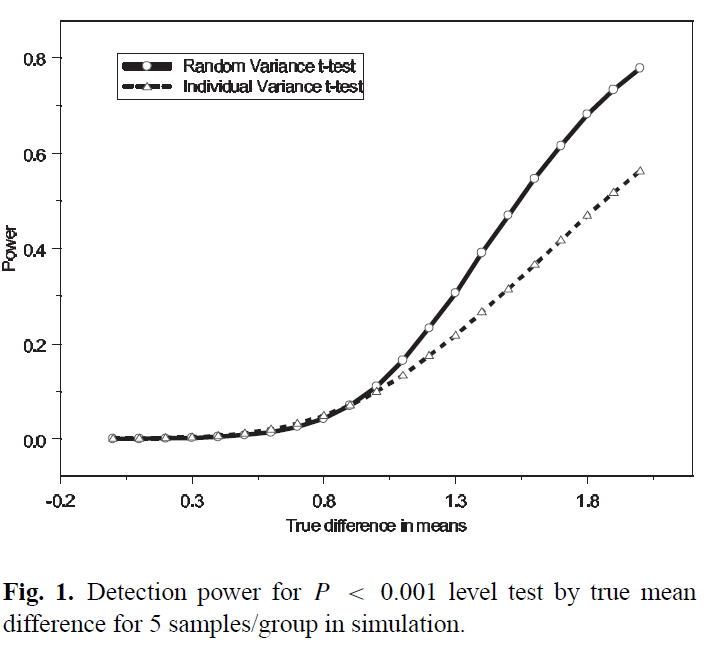 0.8
0.6
0.4
0.2
0.0
Power
Random Variance t-test
Individual Variance t-test
-0.2 0.3 0.8 1.3 1.8
True difference in means
Fig. 1. Detection power for P < 0.001 level test by true mean
difference for 5 samples/group in simulation.